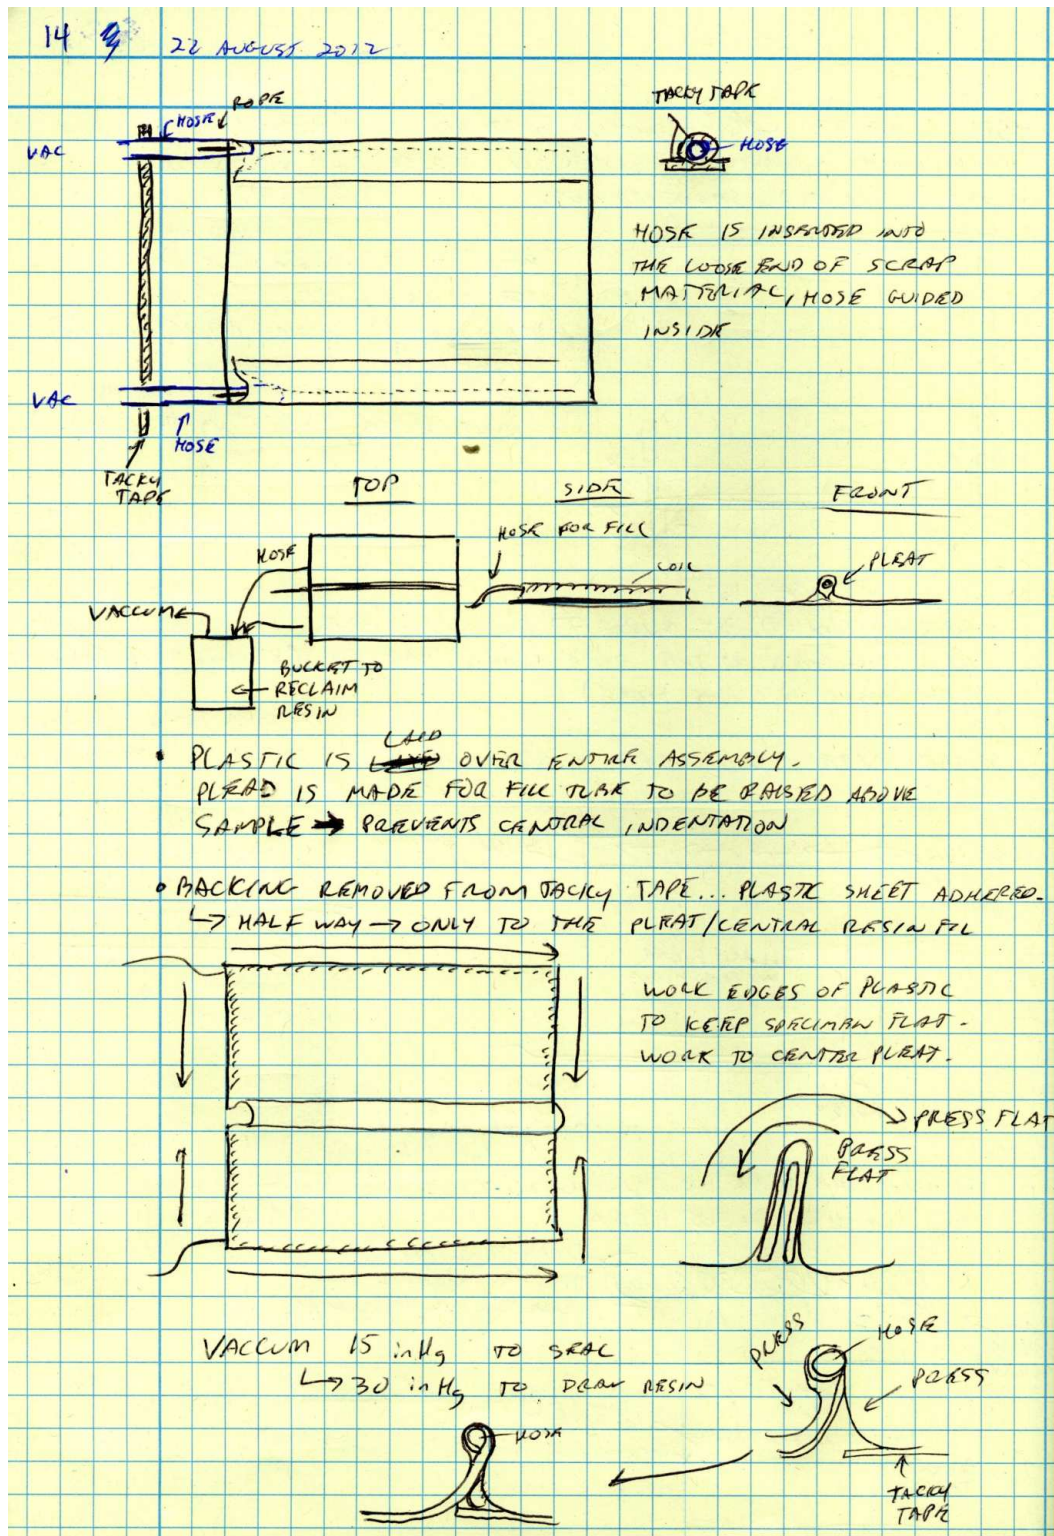 14
22 AUGUST 2012
ROPE
HOSE
VAC
TACKY TAPE
HOSE
HOSE IS INSERTED INTO
THE LOOSE END OF SCRAP
MATERIAL, HOSE GUIDED
INSIDE
VAC
HOSE
TACKY
TAPE
TOP
SIDE
FRONT
HOSE
HOSE FOR FILL
COIL
PLEAT
VACCUME
BUCKET TO
RECLAIM
RESIN
• PLASTIC IS LAID OVER ENTIRE ASSEMBLY.
PLEAD IS MADE FOR FILL TUBE TO BE RAISED ABOVE
SAMPLE → PREVENTS CENTRAL INDENTATION
• BACKING REMOVED FROM TACKY TAPE... PLASTIC SHEET ADHERED.
↳ HALF WAY → ONLY TO THE PLEAT/CENTRAL RESIN FILL
WORK EDGES OF PLASTIC
TO KEEP SPECIMEN FLAT.
WORK TO CENTER PLEAT.
PRESS FLAT
PRESS
FLAT
VACCUM 15 inHg TO SEAL
↳ 30 inHg TO DRAW RESIN
PRESS
HOSE
PRESS
HOSE
TACKY
TAPE